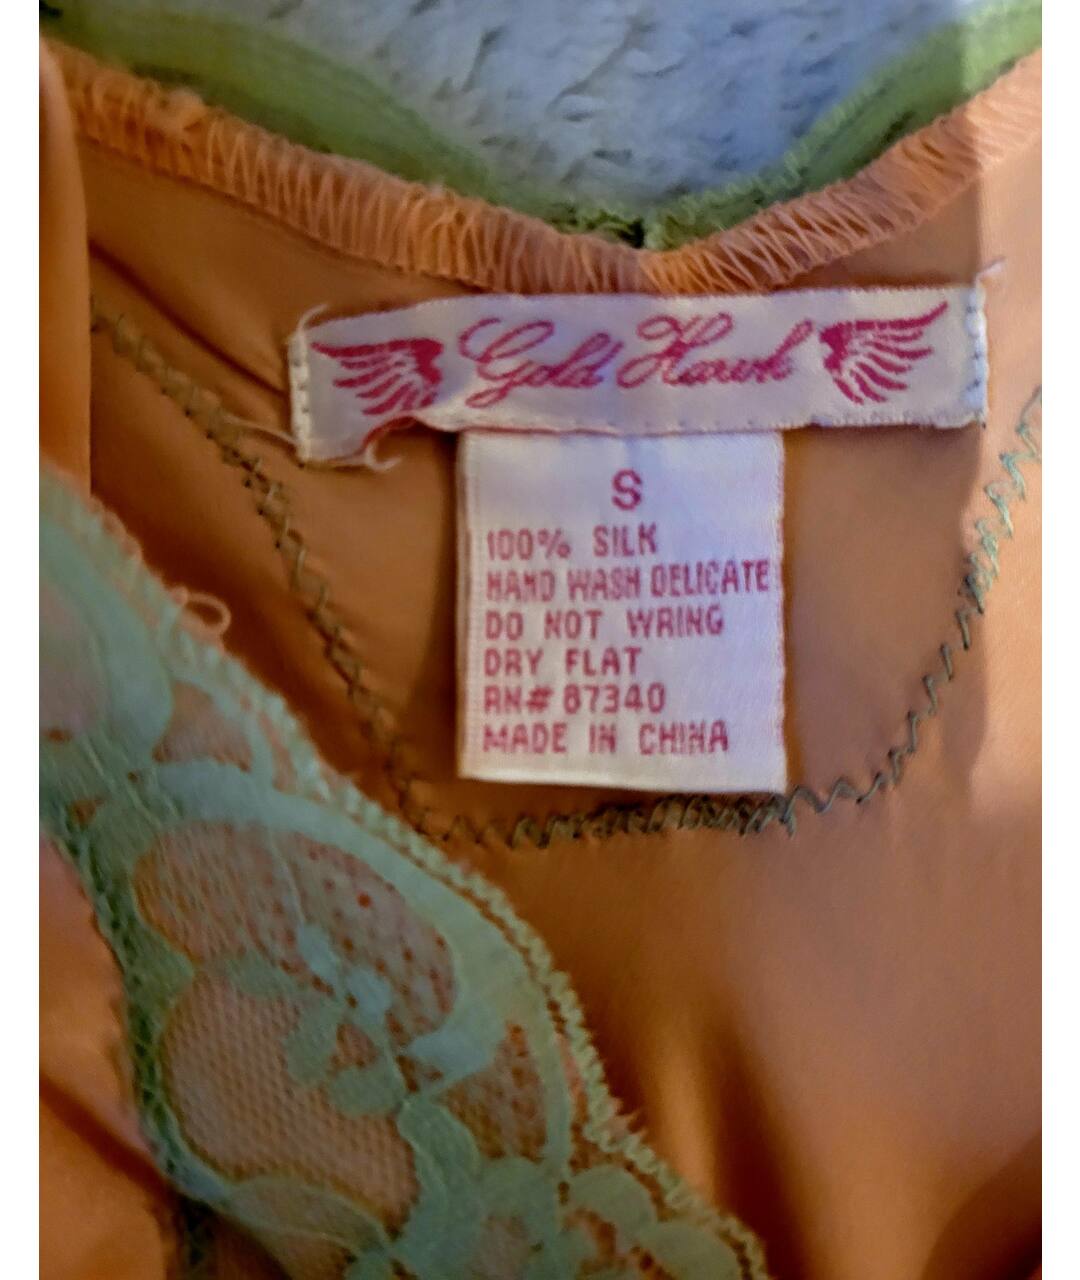 Gold Hawk
S
100% SILK
HAND WASH DELICATE
DO NOT WRING
DRY FLAT
RN# 87340
MADE IN CHINA